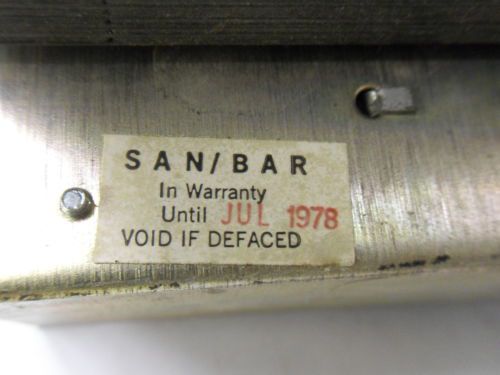 SAN/BAR
In Warranty
Until JUL 1978
VOID IF DEFACED